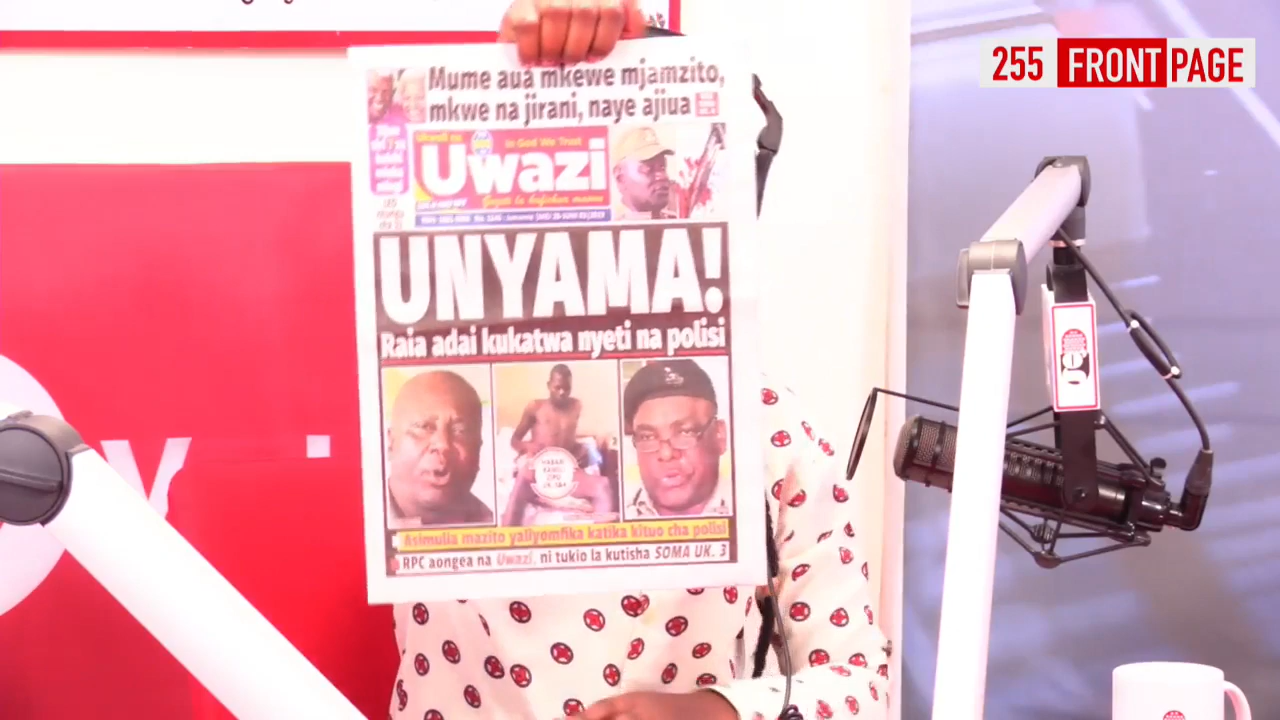 255 FRONT PAGE
Mume aua mkewe mjamzito,
mkwe na jirani, naye ajiua
In God We Trust
Uwazi
UNYAMA!
Raia adai kukatwa nyeti na polisi
HABARI
KAMILI
Asimulia mazito yaliyomfika katika kituo cha polisi
RPC aongea na Uwazi, ni tukio la kutisha SOMA UK. 3